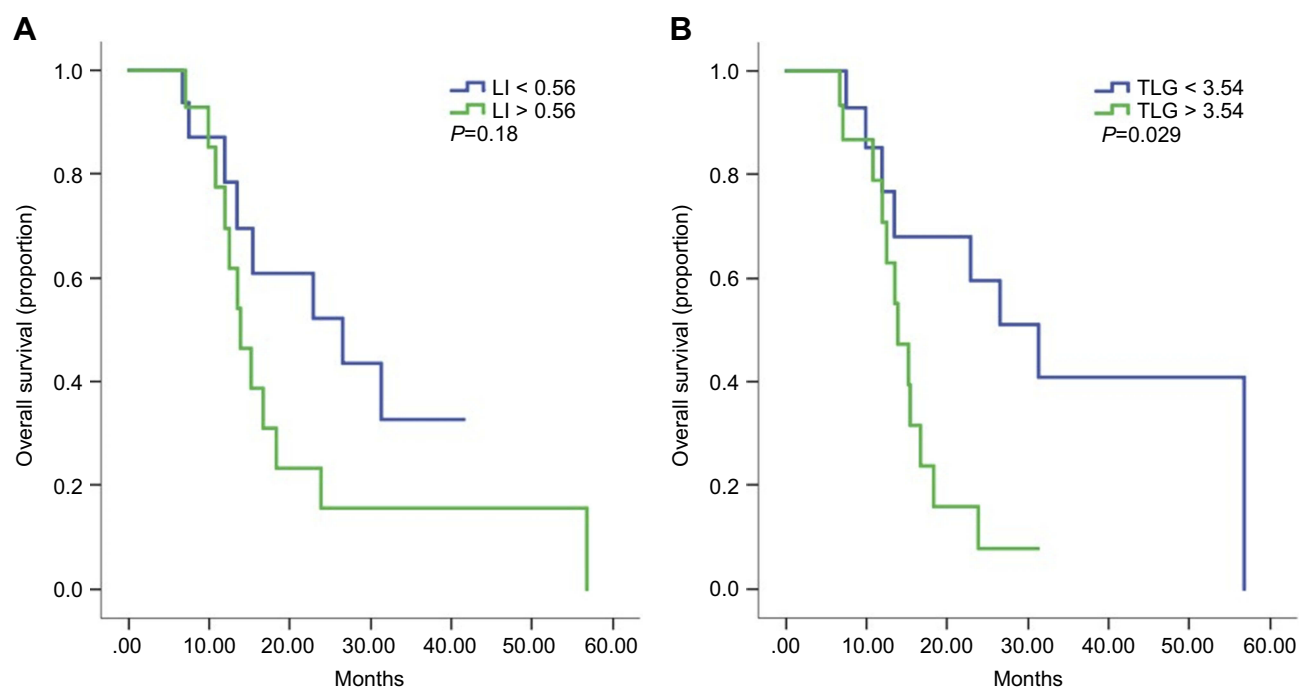 A
Overall survival (proportion)
1.0
0.8
0.6
0.4
0.2
0.0
LI < 0.56
LI > 0.56
P=0.18
.00 10.00 20.00 30.00 40.00 50.00 60.00
Months
B
Overall survival (proportion)
1.0
0.8
0.6
0.4
0.2
0.0
TLG < 3.54
TLG > 3.54
P=0.029
.00 10.00 20.00 30.00 40.00 50.00 60.00
Months